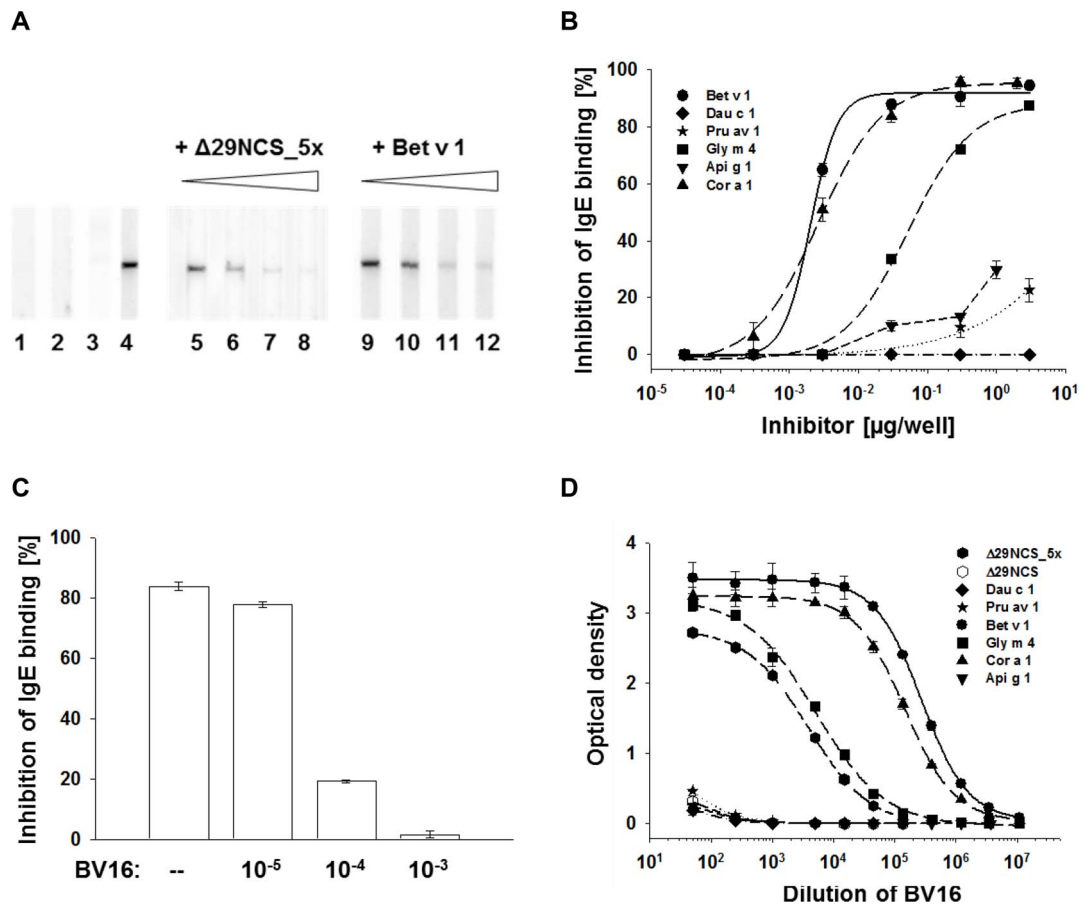 A
+ Δ29NCS_5x
+ Bet v 1
1 2 3 4 5 6 7 8 9 10 11 12
B
Inhibition of IgE binding [%]
100
80
60
40
20
0
Bet v 1
Dau c 1
Pru av 1
Gly m 4
Api g 1
Cor a 1
10-5 10-4 10-3 10-2 10-1 100 101
Inhibitor [µg/well]
C
Inhibition of IgE binding [%]
100
80
60
40
20
0
BV16: -- 10-5 10-4 10-3
D
Optical density
4
3
2
1
0
Δ29NCS_5x
Δ29NCS
Dau c 1
Pru av 1
Bet v 1
Gly m 4
Cor a 1
Api g 1
101 102 103 104 105 106 107
Dilution of BV16